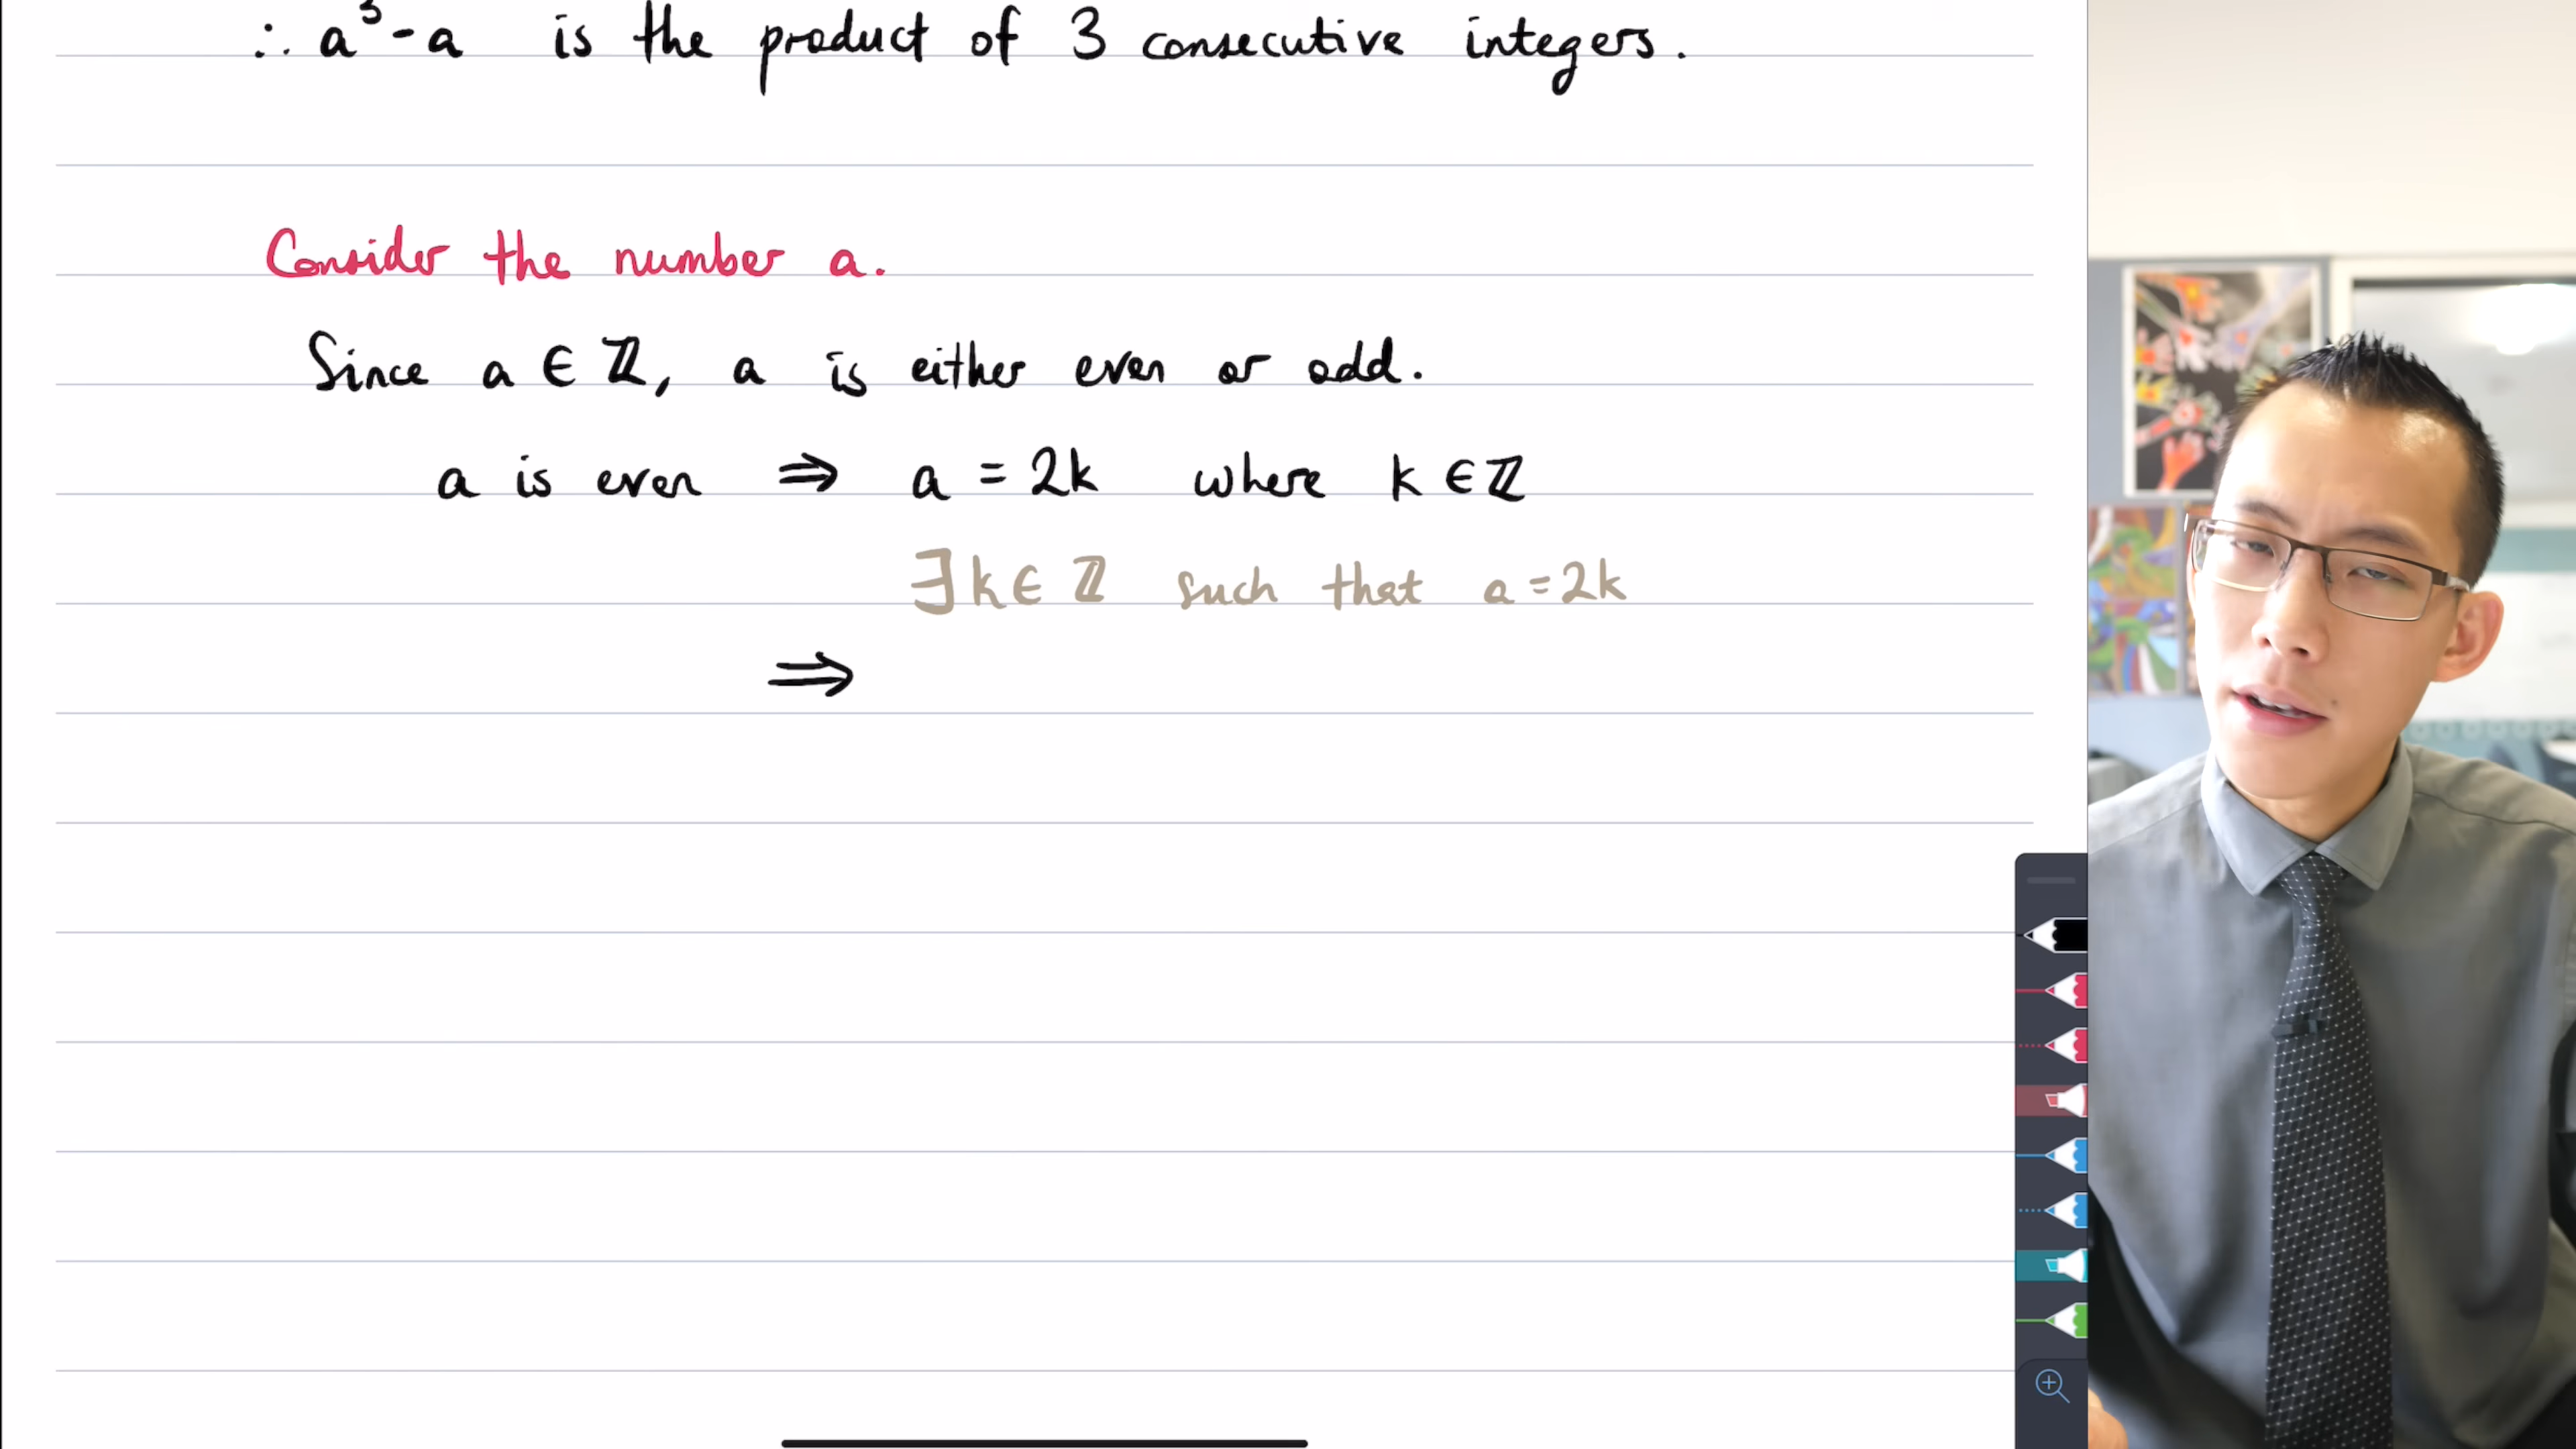 ∴ a³-a is the product of 3 consecutive integers.
Consider the number a.
Since a ∈ ℤ, a is either even or odd.
a is even ⇒ a = 2k where k ∈ ℤ
∃ k ∈ ℤ such that a = 2k
⇒